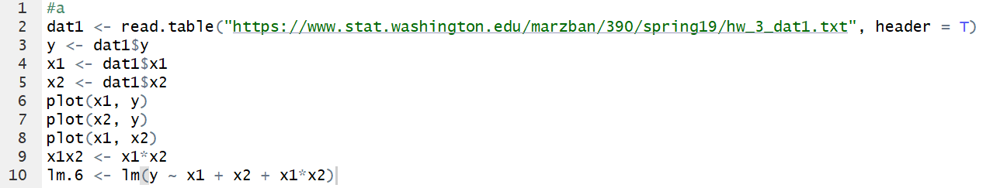 1 #a
2 dat1 <- read.table("https://www.stat.washington.edu/marzban/390/spring19/hw_3_dat1.txt", header = T)
3 y <- dat1$y
4 x1 <- dat1$x1
5 x2 <- dat1$x2
6 plot(x1, y)
7 plot(x2, y)
8 plot(x1, x2)
9 x1x2 <- x1*x2
10 lm.6 <- lm(y ~ x1 + x2 + x1*x2)